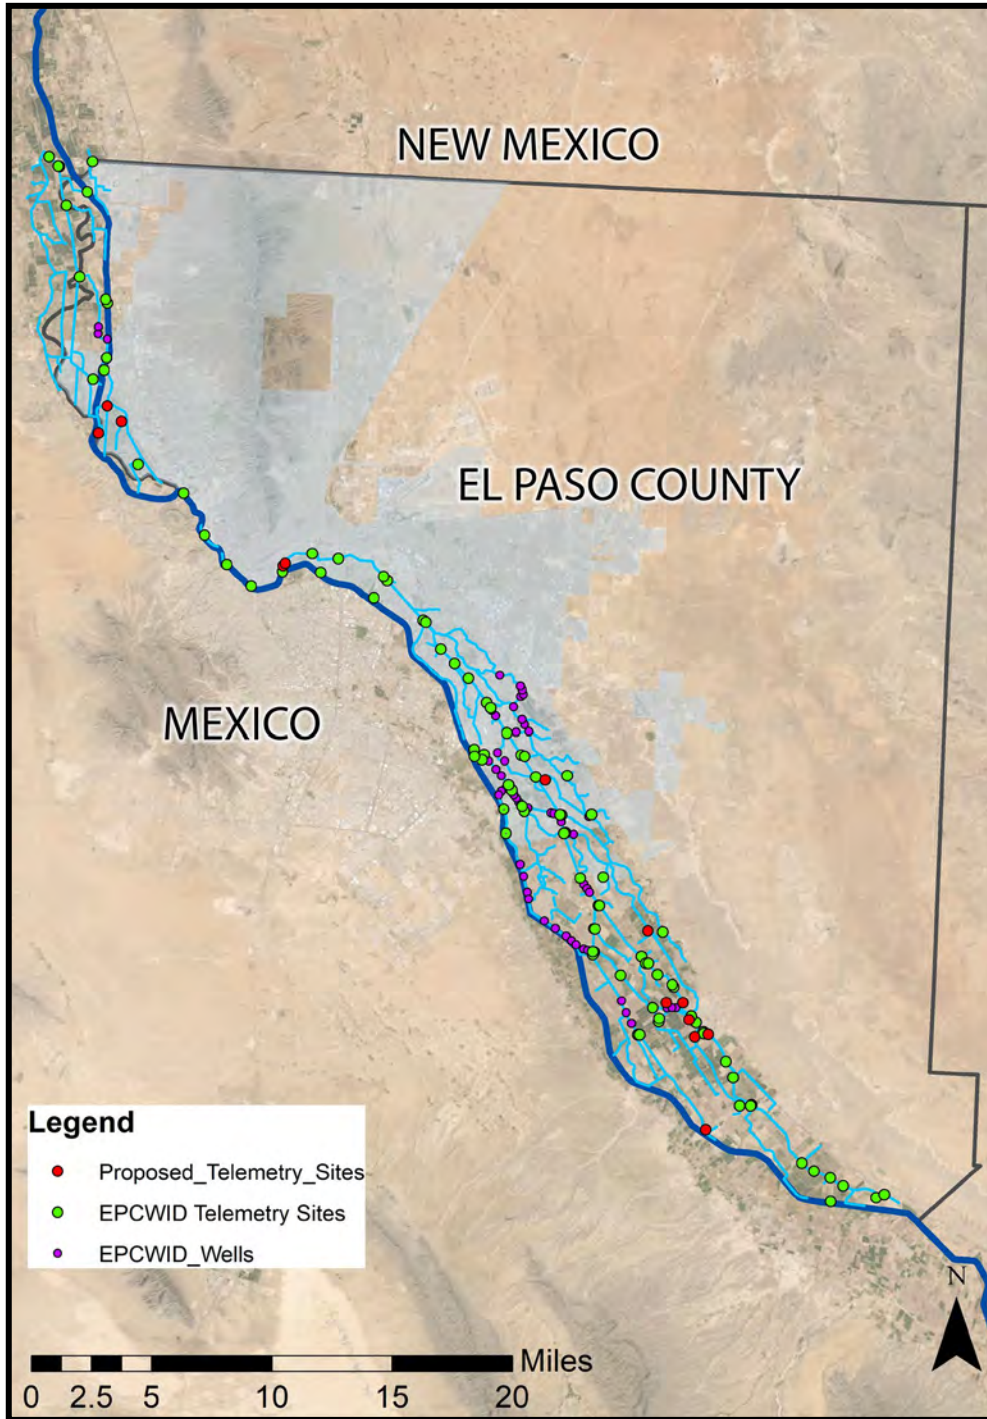 NEW MEXICO
EL PASO COUNTY
MEXICO
Legend
Proposed_Telemetry_Sites
EPCWID Telemetry Sites
EPCWID_Wells
N
Miles
0 2.5 5 10 15 20